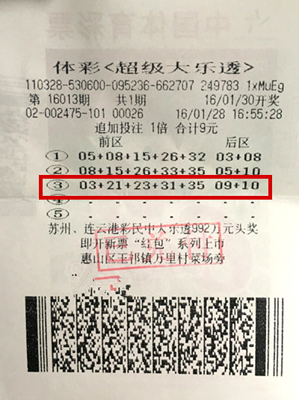 体彩<超级大乐透>
110328-530600-095236-662707 249783 1xMuEg
第 16013期 共1期 16/01/30开奖
02-002475-101 00026 16/01/28 16:55:28
追加投注 1倍 合计9元
前区 后区
① 05+08+15+26+32 03+08
② 08+15+26+33+35 05+10
③ 03+21+23+31+35 09+10
④ - - - - - - -
⑤ - - - - - - -
苏州、连云港彩民中大乐透992万元头奖
即开新票“红包”系列上市
惠山区玉祁镇万里村菜场旁